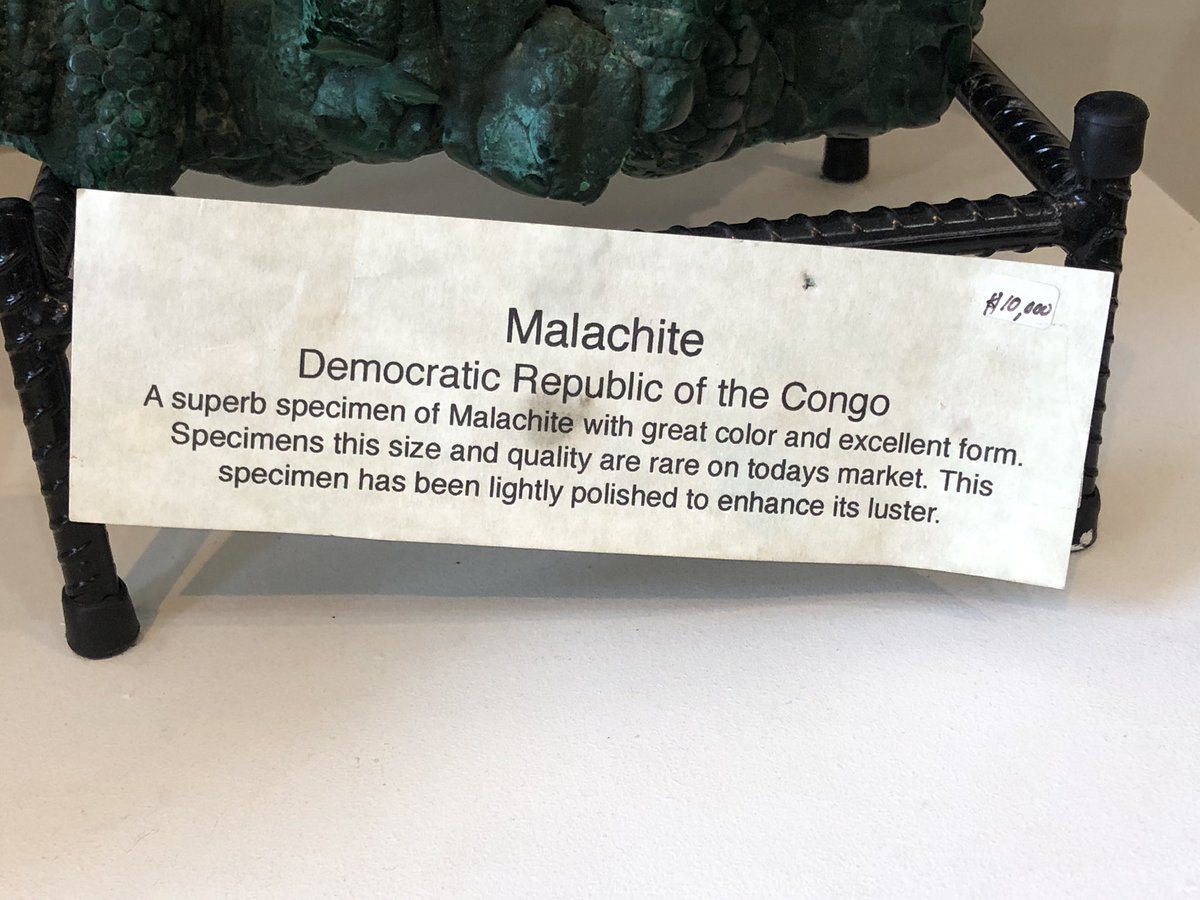 $10,000
Malachite
Democratic Republic of the Congo
A superb specimen of Malachite with great color and excellent form.
Specimens this size and quality are rare on todays market. This
specimen has been lightly polished to enhance its luster.